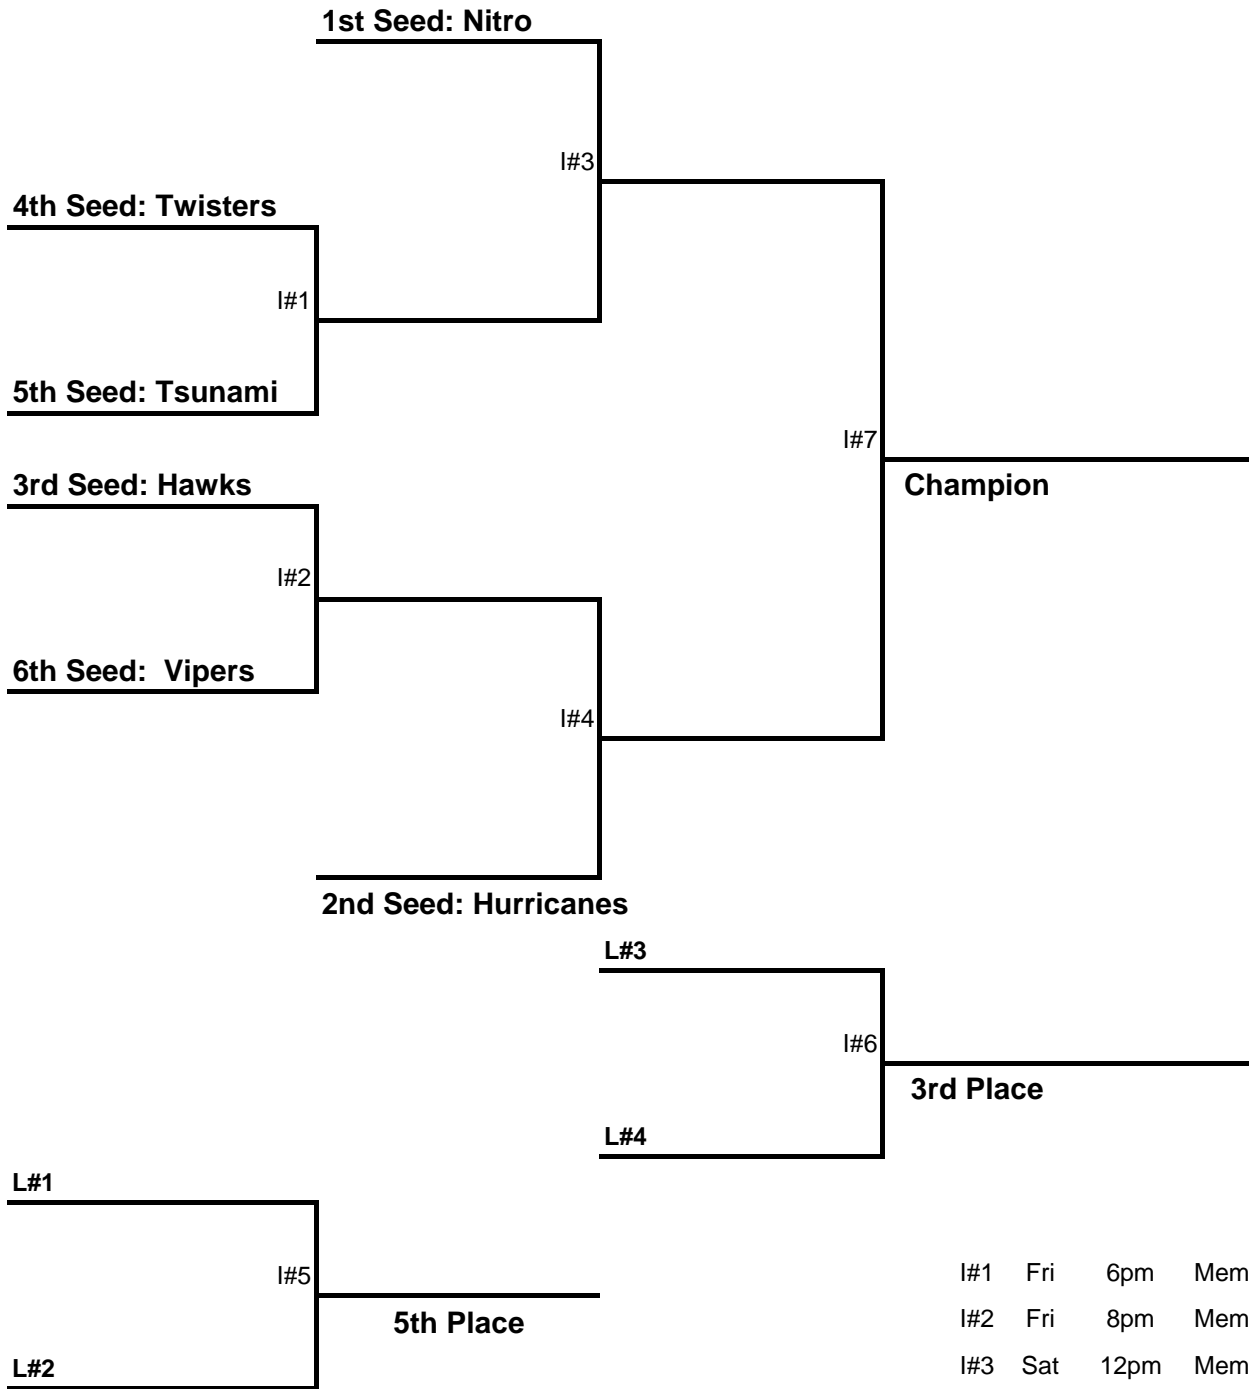 1st Seed: Nitro
I#3
4th Seed: Twisters
I#1
5th Seed: Tsunami
I#7
3rd Seed: Hawks
Champion
I#2
6th Seed:  Vipers
I#4
2nd Seed: Hurricanes
L#3
I#6
3rd Place
L#4
L#1
I#5
5th Place
L#2
I#1 Fri 6pm Mem
I#2 Fri 8pm Mem
I#3 Sat 12pm Mem